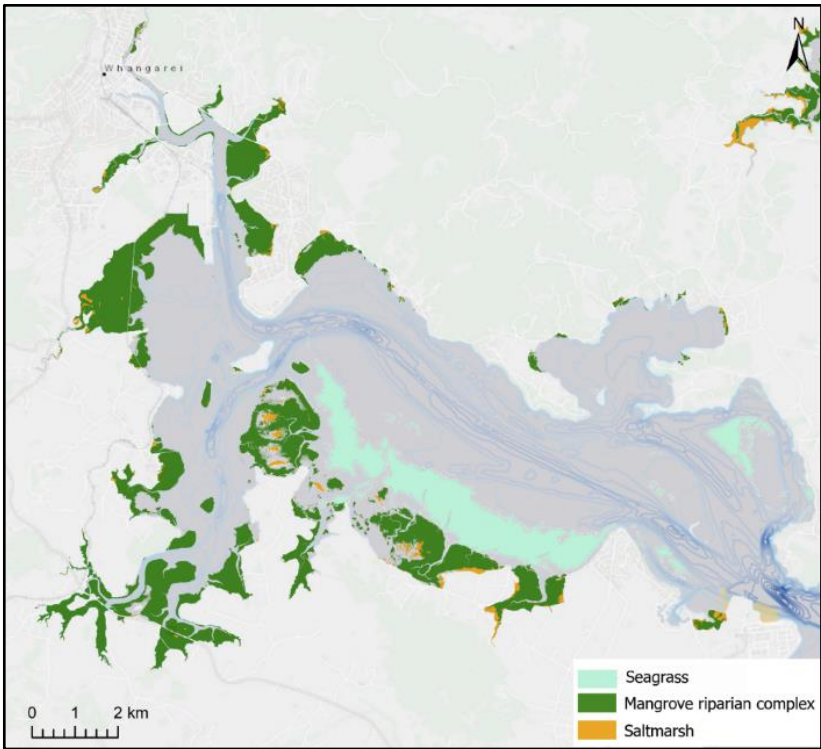 N
Whangarei
Seagrass
Mangrove riparian complex
Saltmarsh
0 1 2 km